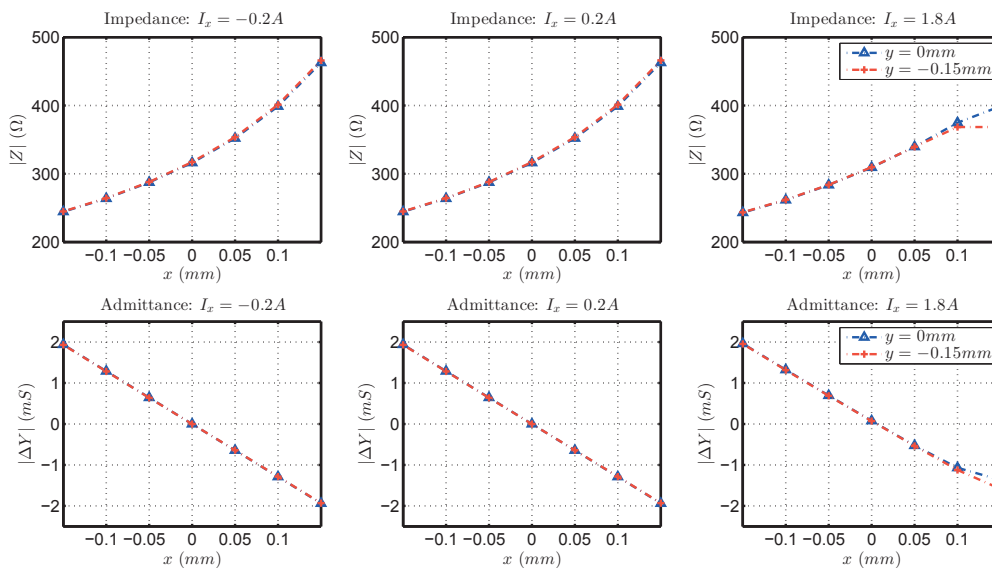 Impedance: I_x = −0.2A
Impedance: I_x = 0.2A
Impedance: I_x = 1.8A
500
400
300
200
|Z| (Ω)
−0.1 −0.05 0 0.05 0.1
x (mm)
500
400
300
200
|Z| (Ω)
−0.1 −0.05 0 0.05 0.1
x (mm)
500
400
300
200
|Z| (Ω)
y = 0mm
y = −0.15mm
−0.1 −0.05 0 0.05 0.1
x (mm)
Admittance: I_x = −0.2A
Admittance: I_x = 0.2A
Admittance: I_x = 1.8A
2
1
0
−1
−2
|ΔY| (mS)
−0.1 −0.05 0 0.05 0.1
x (mm)
2
1
0
−1
−2
|ΔY| (mS)
−0.1 −0.05 0 0.05 0.1
x (mm)
2
1
0
−1
−2
|ΔY| (mS)
y = 0mm
y = −0.15mm
−0.1 −0.05 0 0.05 0.1
x (mm)